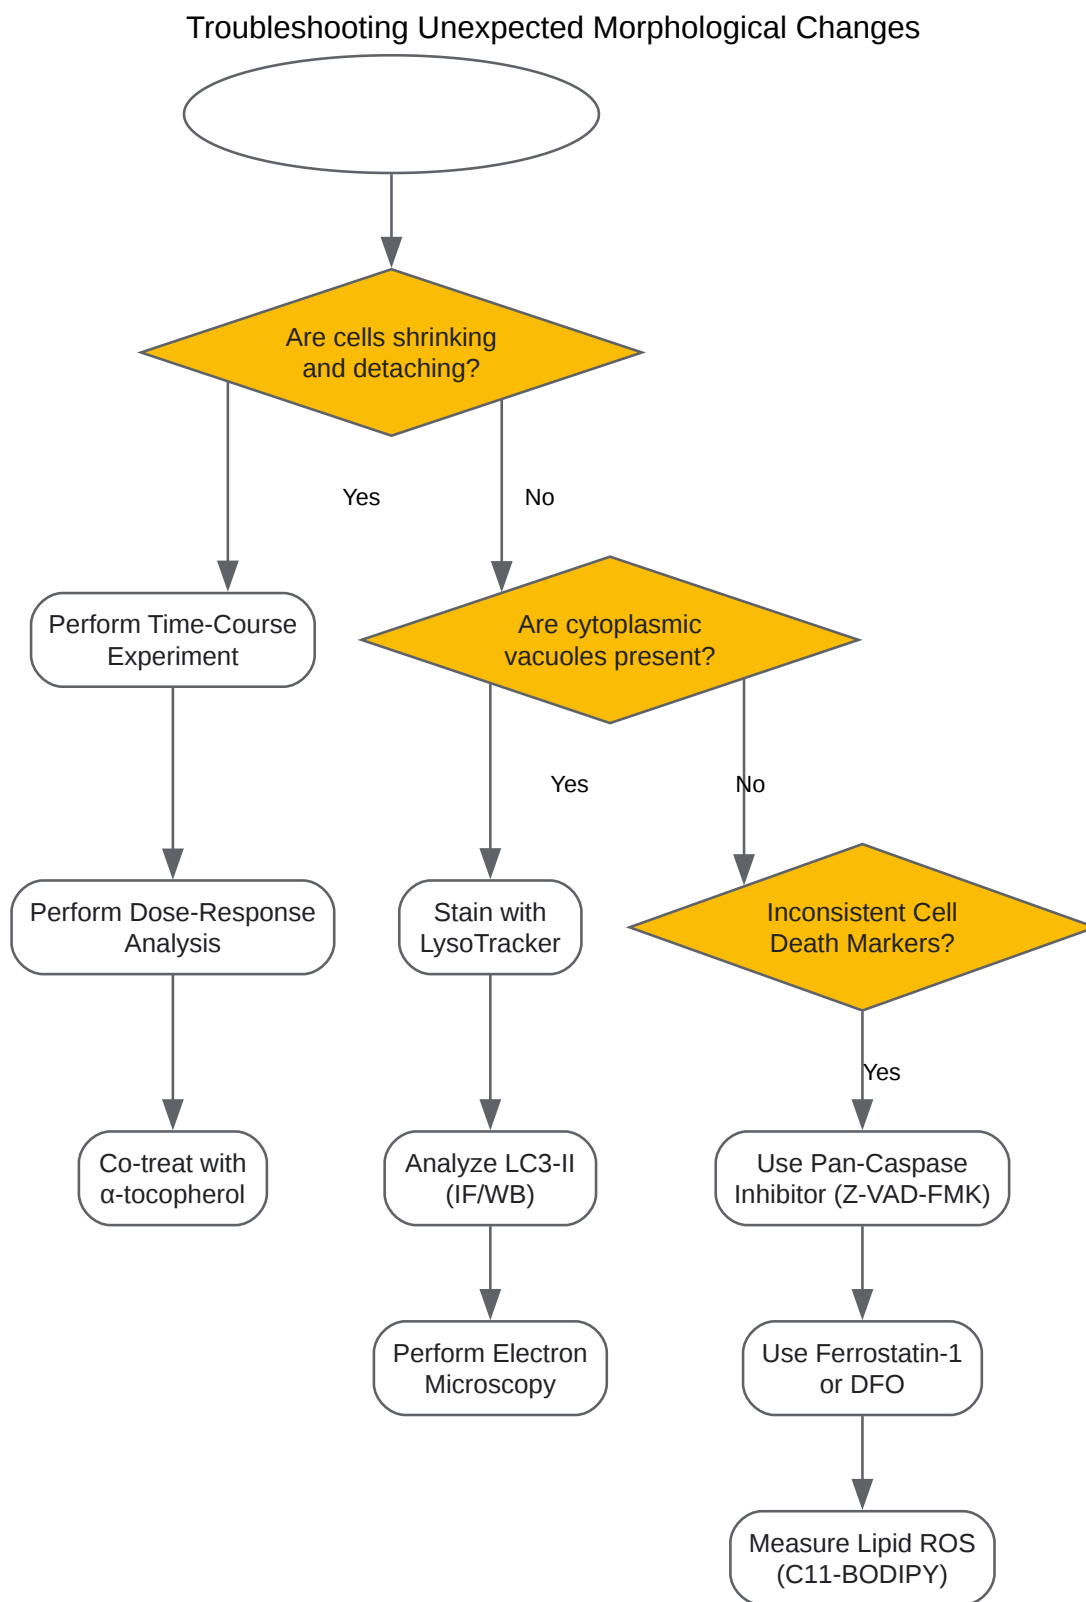 Troubleshooting Unexpected Morphological Changes
Are cells shrinking
and detaching?
Yes
No
Perform Time-Course
Experiment
Are cytoplasmic
vacuoles present?
Yes
No
Perform Dose-Response
Analysis
Stain with
LysoTracker
Inconsistent Cell
Death Markers?
Yes
Co-treat with
α-tocopherol
Analyze LC3-II
(IF/WB)
Use Pan-Caspase
Inhibitor (Z-VAD-FMK)
Perform Electron
Microscopy
Use Ferrostatin-1
or DFO
Measure Lipid ROS
(C11-BODIPY)